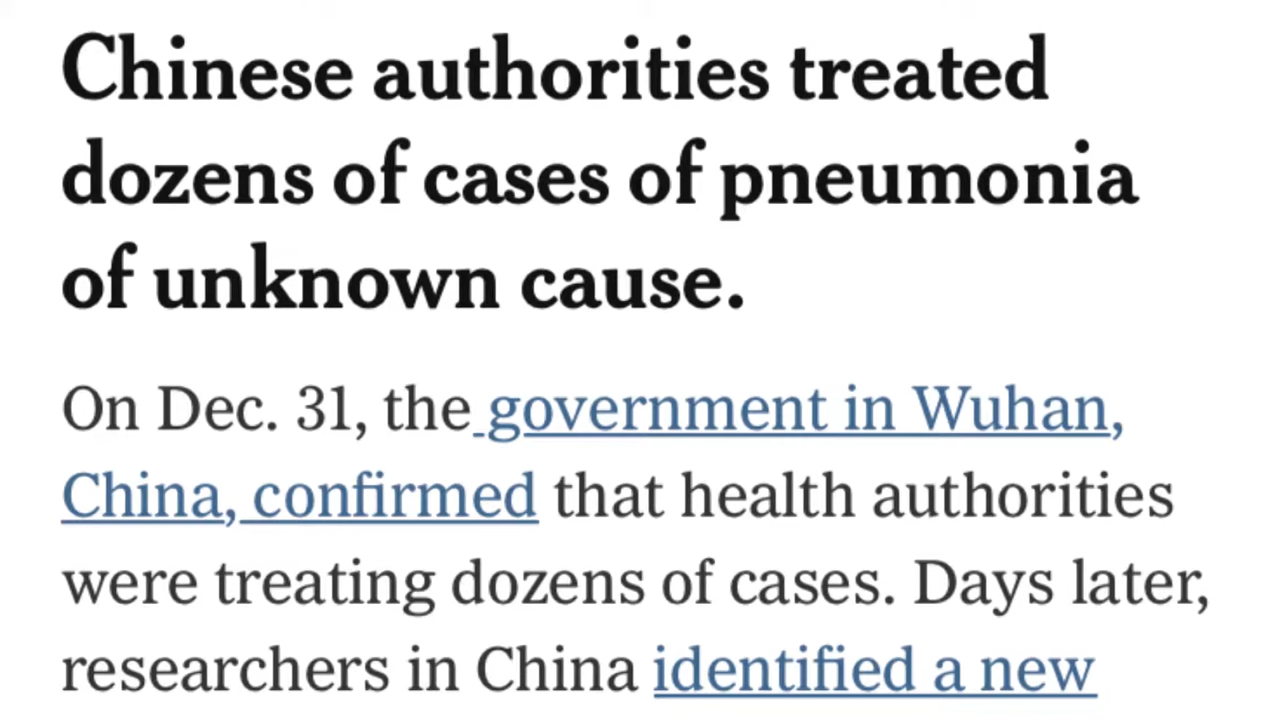 Chinese authorities treated
dozens of cases of pneumonia
of unknown cause.
On Dec. 31, the government in Wuhan,
China, confirmed that health authorities
were treating dozens of cases. Days later,
researchers in China identified a new